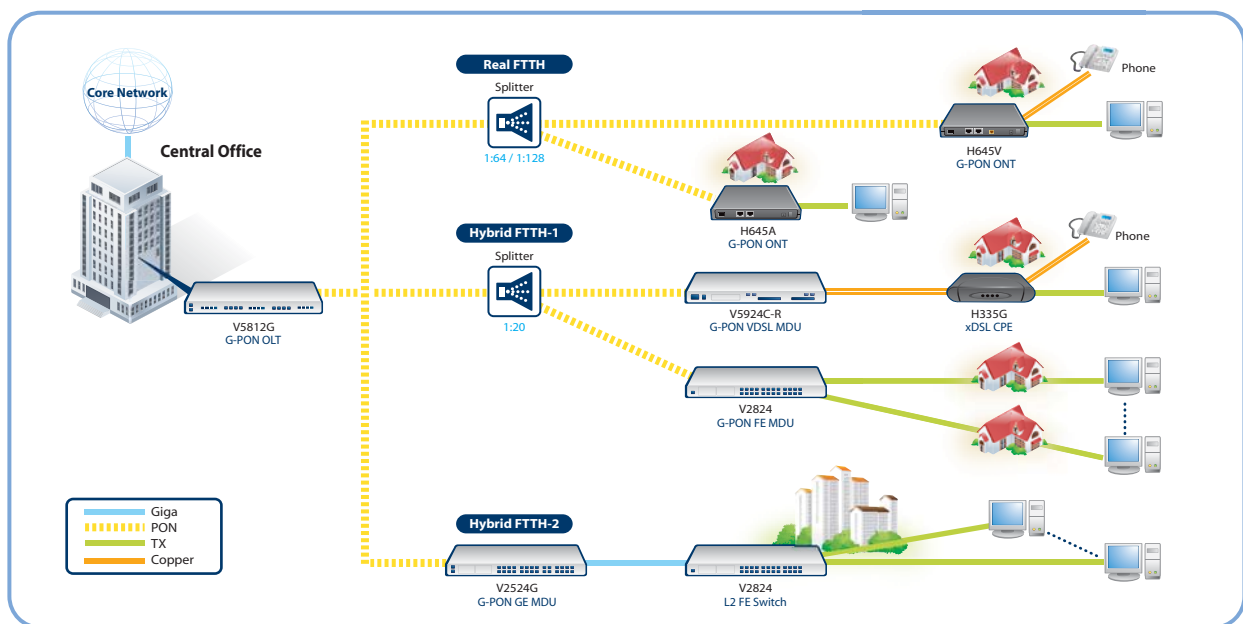 Core Network
Central Office
V5812G
G-PON OLT
Real FTTH
Splitter
1:64 / 1:128
H645V
G-PON ONT
Phone
H645A
G-PON ONT
Hybrid FTTH-1
Splitter
1:20
V5924C-R
G-PON VDSL MDU
H335G
xDSL CPE
Phone
V2824
G-PON FE MDU
Hybrid FTTH-2
V2524G
G-PON GE MDU
V2824
L2 FE Switch
Giga
PON
TX
Copper